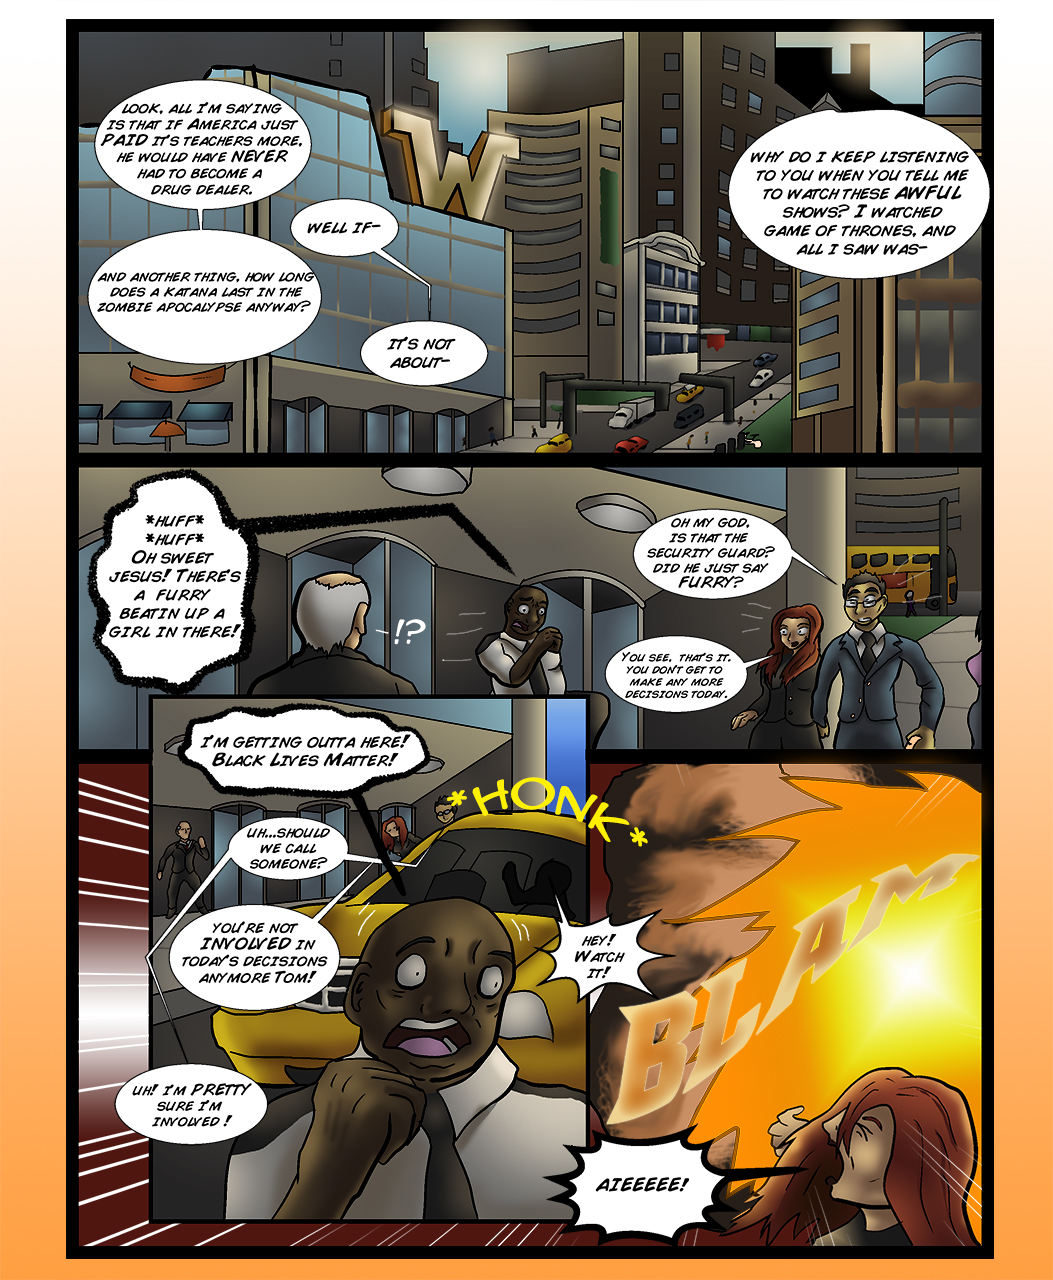 LOOK, ALL I'M SAYING
IS THAT IF AMERICA JUST
PAID IT'S TEACHERS MORE,
HE WOULD HAVE NEVER
HAD TO BECOME A
DRUG DEALER.
AND ANOTHER THING, HOW LONG
DOES A KATANA LAST IN THE
ZOMBIE APOCALYPSE ANYWAY?
WELL IF-
IT'S NOT
ABOUT-
W
WHY DO I KEEP LISTENING
TO YOU WHEN YOU TELL ME
TO WATCH THESE AWFUL
SHOWS? I WATCHED
GAME OF THRONES, AND
ALL I SAW WAS-
*HUFF*
*HUFF*
OH SWEET
JESUS! THERE'S
A FURRY
BEATIN UP A
GIRL IN THERE!
!?
OH MY GOD,
IS THAT THE
SECURITY GUARD?
DID HE JUST SAY
FURRY?
YOU SEE, THAT'S IT.
YOU DON'T GET TO
MAKE ANY MORE
DECISIONS TODAY.
I'M GETTING OUTTA HERE!
BLACK LIVES MATTER!
*HONK*
UH...SHOULD
WE CALL
SOMEONE?
YOU'RE NOT
INVOLVED IN
TODAY'S DECISIONS
ANYMORE TOM!
HEY!
WATCH
IT!
UH! I'M PRETTY
SURE I'M
INVOLVED!
BLAM
AIEEEEE!